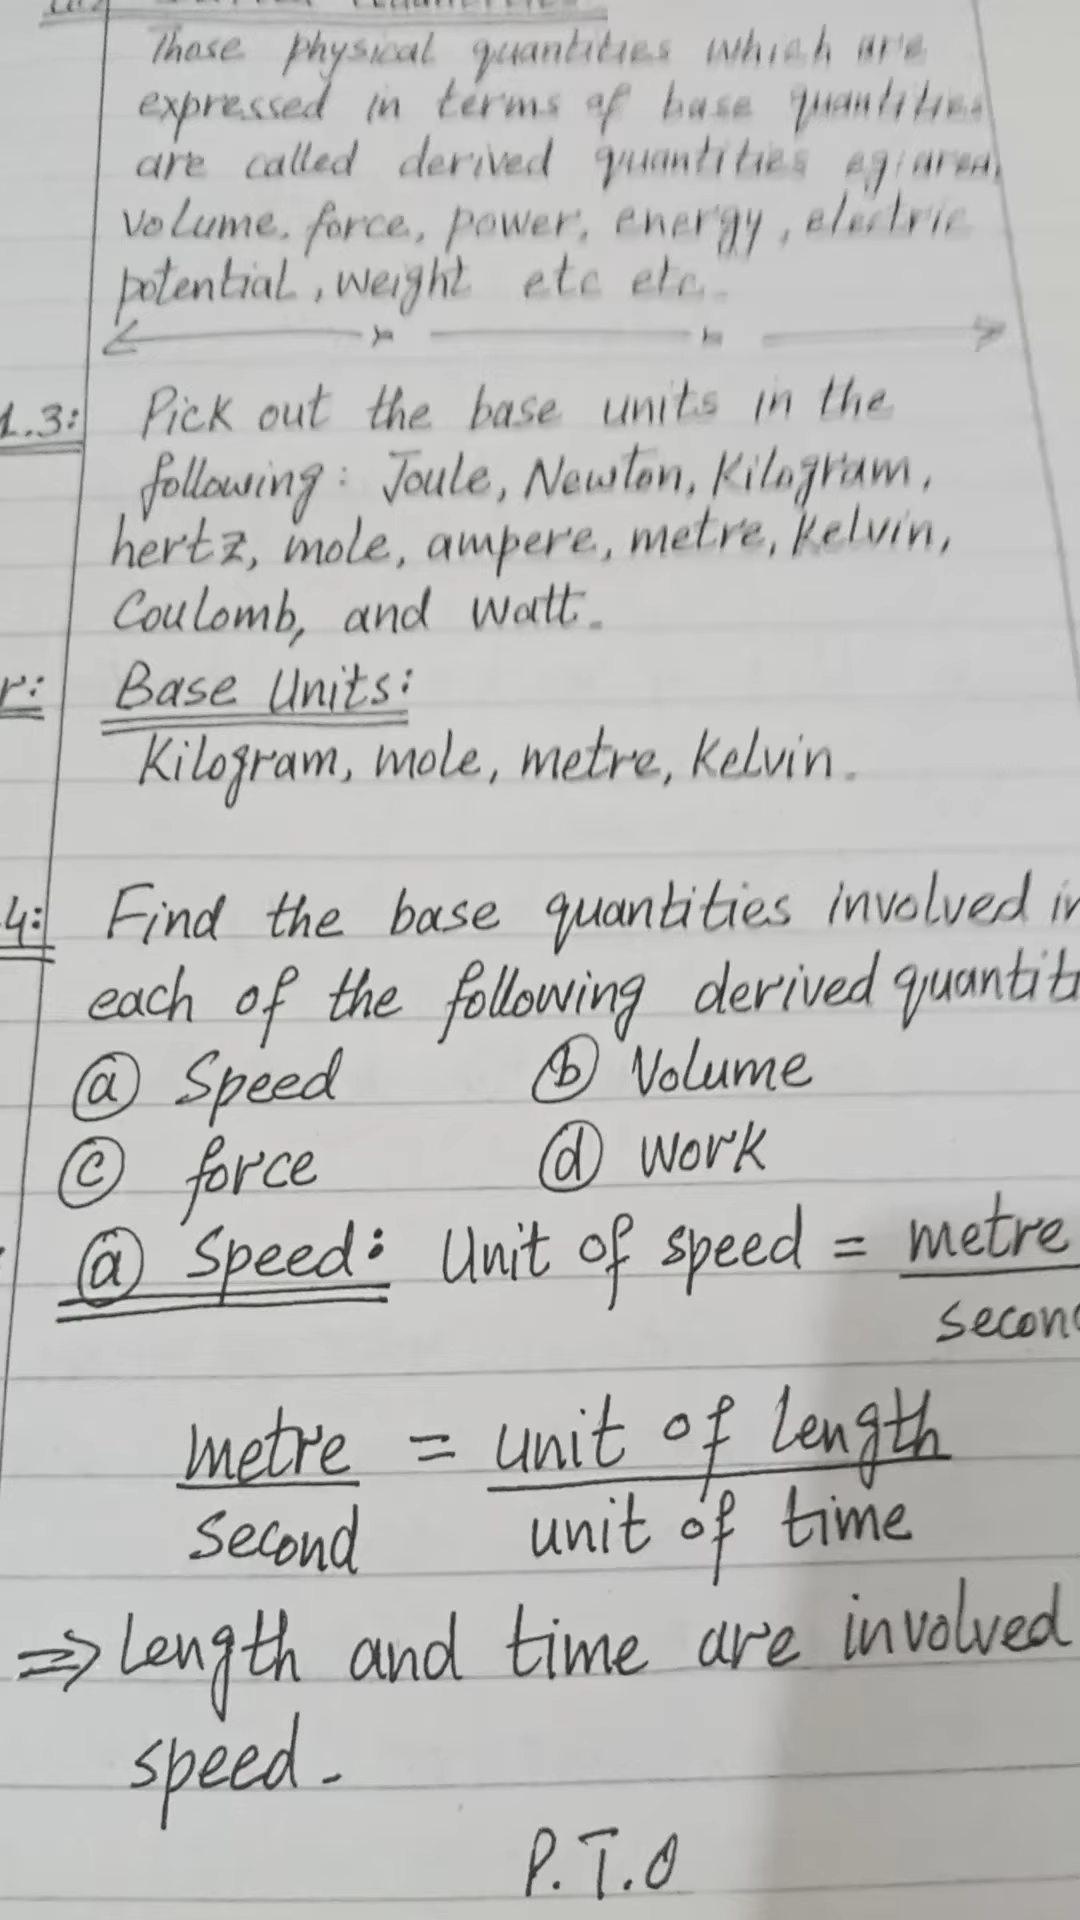 Those physical quantities which are
expressed in terms of base quantities
are called derived quantities eg: area,
volume, force, power, energy, electric
potential, weight etc etc.
1.3: Pick out the base units in the
following: Joule, Newton, Kilogram,
hertz, mole, ampere, metre, kelvin,
Coulomb, and watt.
r: Base Units:
Kilogram, mole, metre, kelvin.
4: Find the base quantities involved in
each of the following derived quantiti
(a) Speed (b) Volume
(c) force (d) work
(a) Speed: Unit of speed = metre
secon
metre = unit of length
second unit of time
⇒ Length and time are involved
speed.
P.T.O